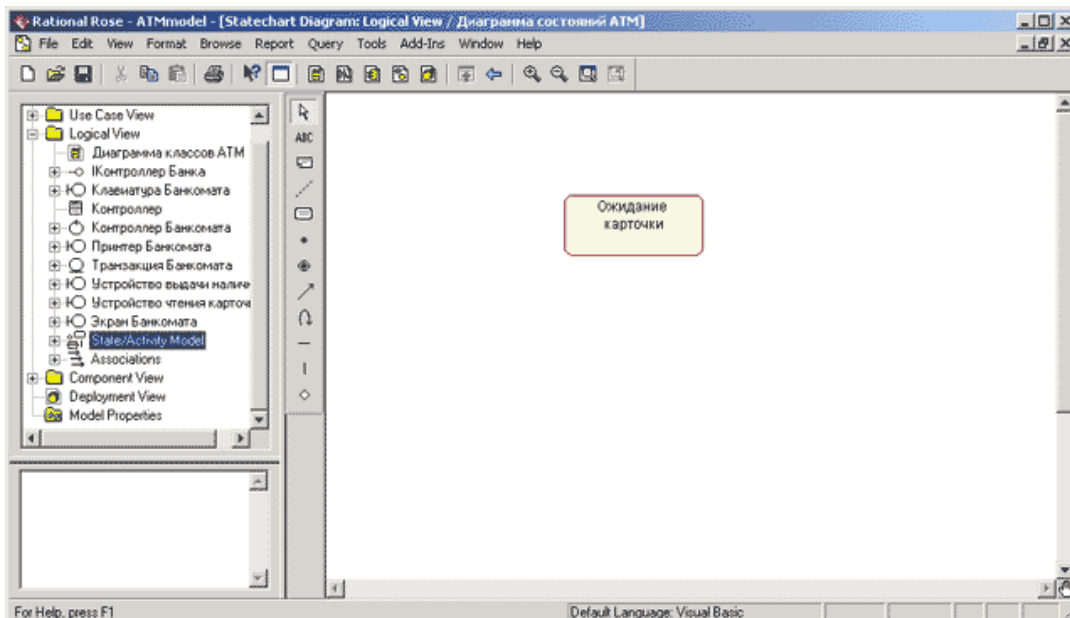 Rational Rose - ATMmodel - [Statechart Diagram: Logical View / Диаграмма состояний ATM]
File Edit View Format Browse Report Query Tools Add-Ins Window Help
Use Case View
Logical View
Диаграмма классов ATM
IКонтроллер Банка
Клавиатура Банкомата
Контроллер
Контроллер Банкомата
Принтер Банкомата
Транзакция Банкомата
Устройство выдачи налич
Устройство чтения карточ
Экран Банкомата
State/Activity Model
Associations
Component View
Deployment View
Model Properties
ABC
Ожидание
карточки
For Help, press F1
Default Language: Visual Basic